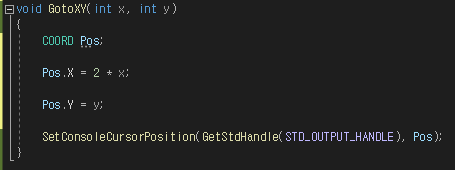 void GotoXY(int x, int y)
{
COORD Pos;
Pos.X = 2 * x;
Pos.Y = y;
SetConsoleCursorPosition(GetStdHandle(STD_OUTPUT_HANDLE), Pos);
}